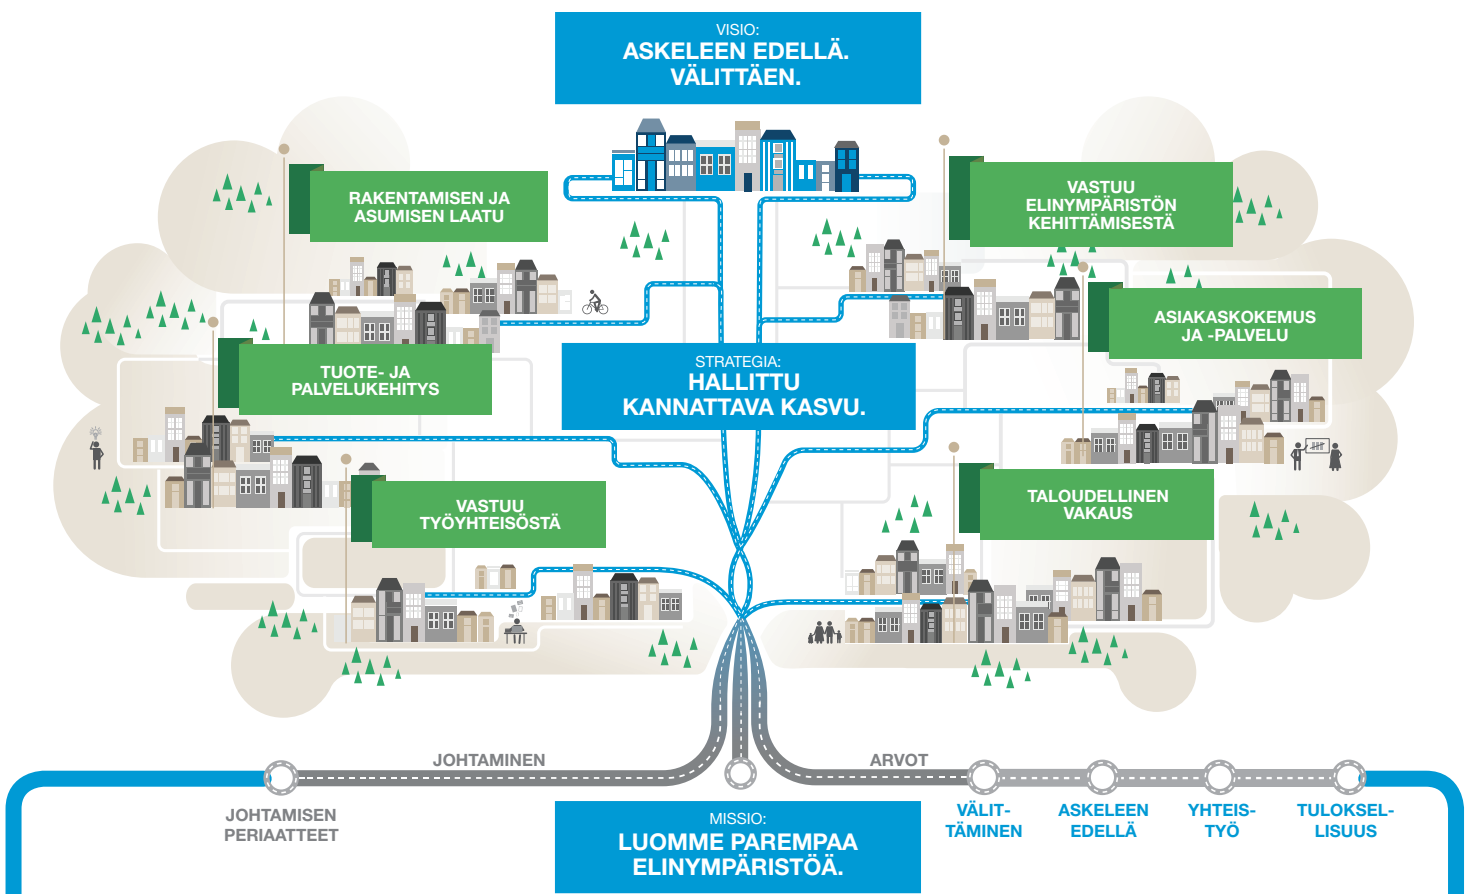 VISIO:
ASKELEEN EDELLÄ.
VÄLITTÄEN.
RAKENTAMISEN JA
ASUMISEN LAATU
VASTUU
ELINYMPÄRISTÖN
KEHITTÄMISESTÄ
ASIAKASKOKEMUS
JA -PALVELU
TUOTE- JA
PALVELUKEHITYS
STRATEGIA:
HALLITTU
KANNATTAVA KASVU.
VASTUU
TYÖYHTEISÖSTÄ
TALOUDELLINEN
VAKAUS
JOHTAMINEN
ARVOT
JOHTAMISEN
PERIAATTEET
MISSIO:
LUOMME PAREMPAA
ELINYMPÄRISTÖÄ.
VÄLIT-
TÄMINEN
ASKELEEN
EDELLÄ
YHTEIS-
TYÖ
TULOKSEL-
LISUUS